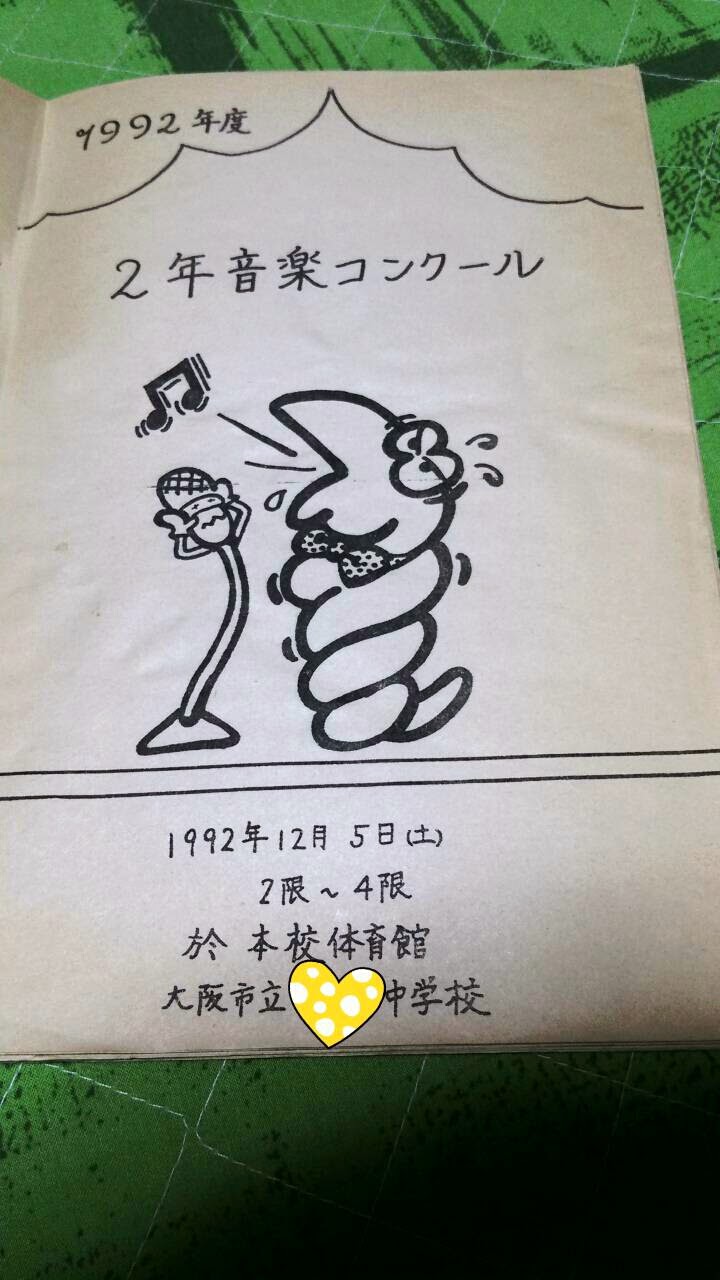 1992年度
2年音楽コンクール
1992年12月5日(土)
2限~4限
於 本校体育館
大阪市立
中学校